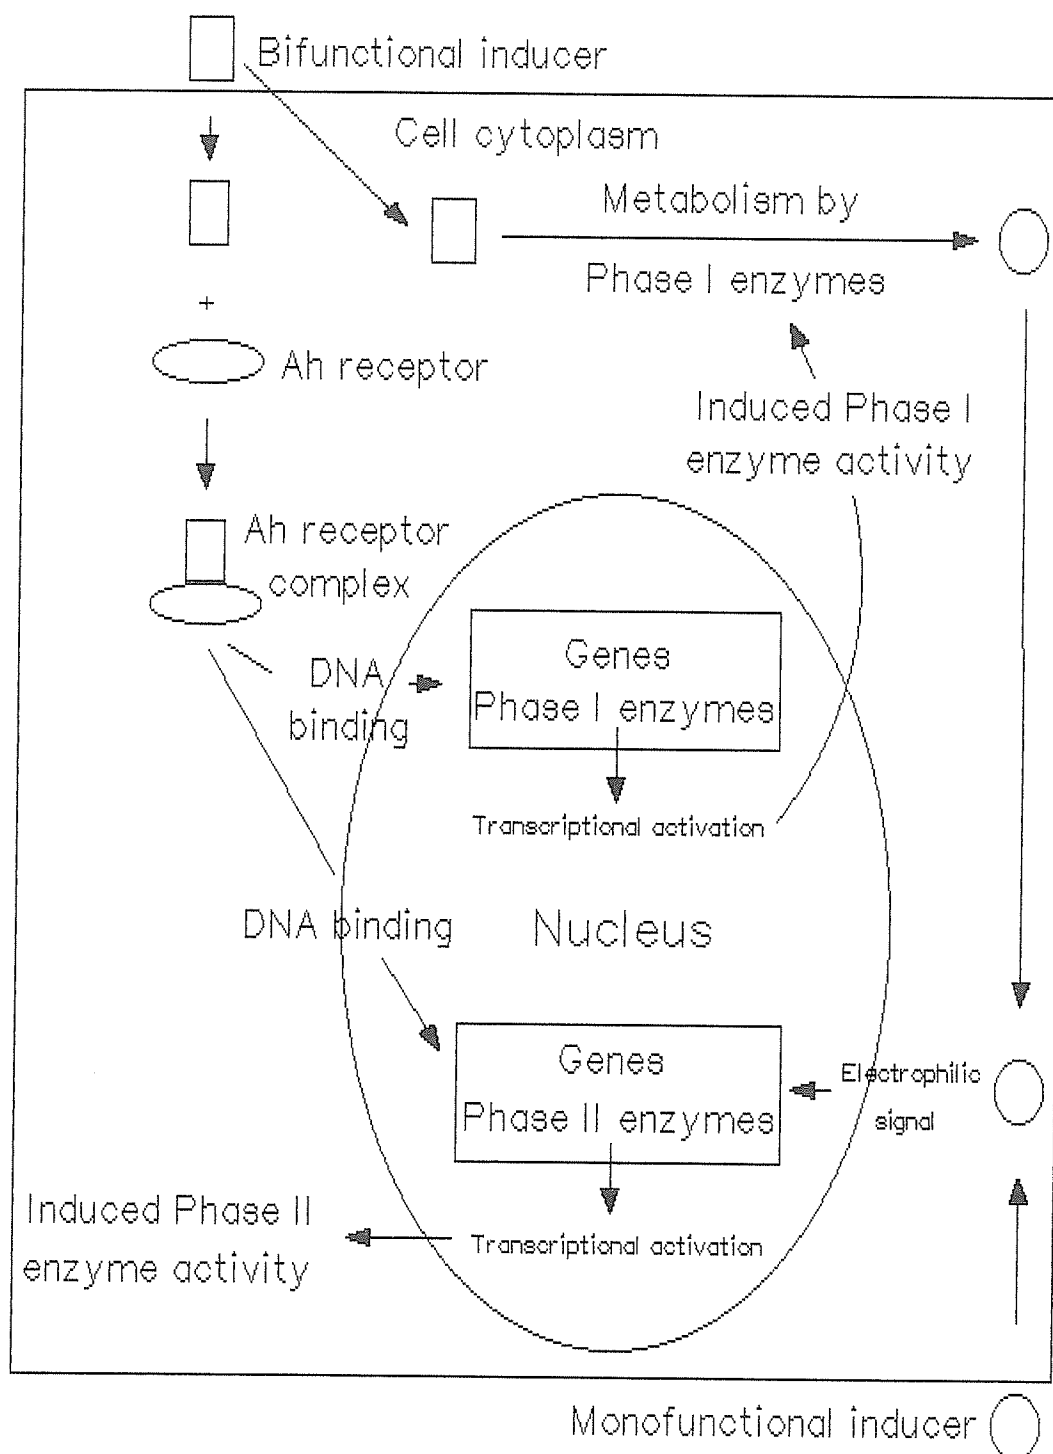 Bifunctional inducer
Cell cytoplasm
Metabolism by
Phase I enzymes
+
Ah receptor
Induced Phase I
enzyme activity
Ah receptor
complex
DNA
binding
Genes
Phase I enzymes
Transcriptional activation
DNA binding
Nucleus
Genes
Phase II enzymes
Electrophilic
signal
Induced Phase II
enzyme activity
Transcriptional activation
Monofunctional inducer